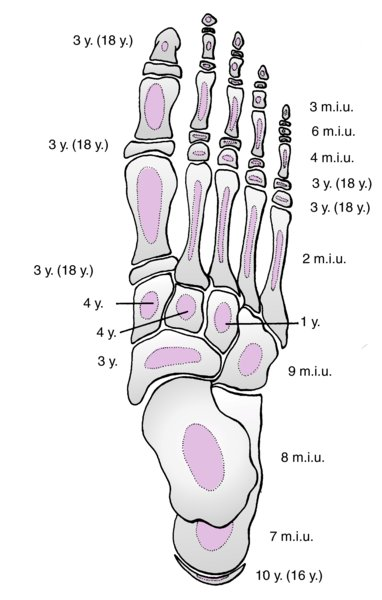 3 y. (18 y.)
3 m.i.u.
6 m.i.u.
3 y. (18 y.)
4 m.i.u.
3 y. (18 y.)
3 y. (18 y.)
2 m.i.u.
3 y. (18 y.)
4 y.
4 y.
1 y.
3 y.
9 m.i.u.
8 m.i.u.
7 m.i.u.
10 y. (16 y.)